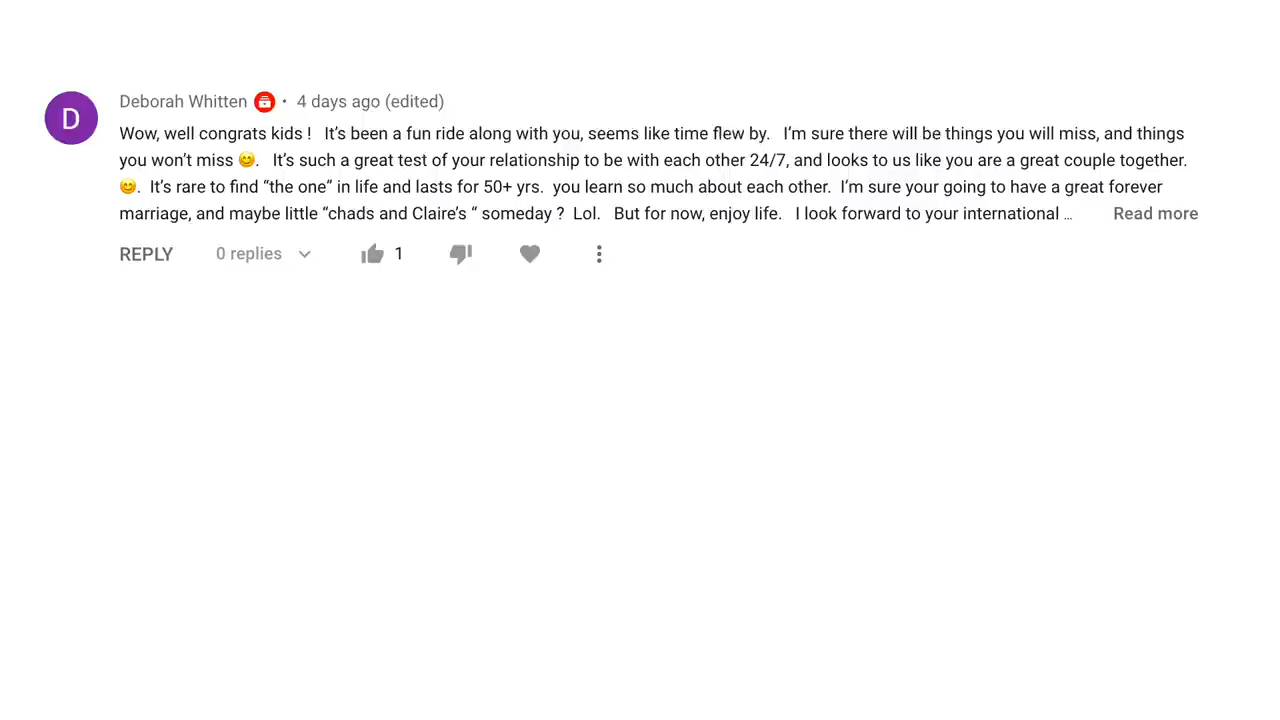 D
Deborah Whitten • 4 days ago (edited)
Wow, well congrats kids !   It’s been a fun ride along with you, seems like time flew by.   I’m sure there will be things you will miss, and things
you won’t miss 😊.   It’s such a great test of your relationship to be with each other 24/7, and looks to us like you are a great couple together.
😊.  It’s rare to find “the one” in life and lasts for 50+ yrs.  you learn so much about each other.  I’m sure your going to have a great forever
marriage, and maybe little “chads and Claire’s “ someday ?  Lol.   But for now, enjoy life.   I look forward to your international ... Read more
REPLY 0 replies 1